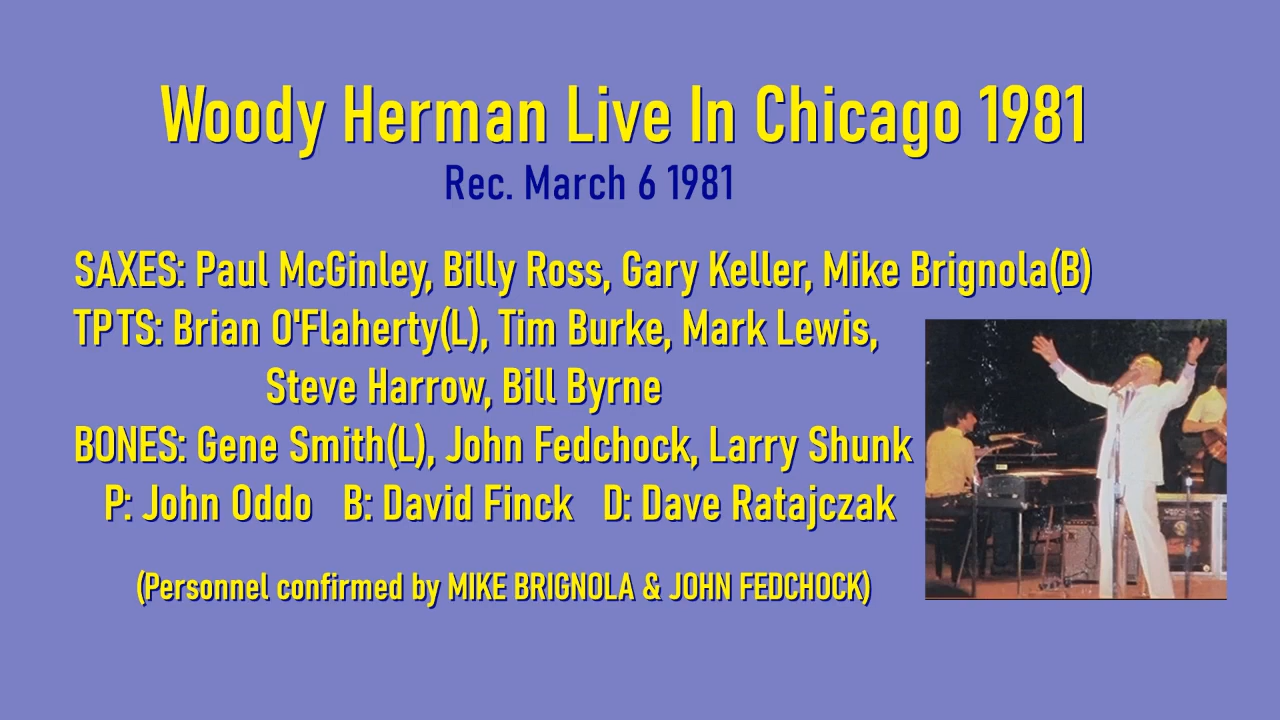 Woody Herman Live In Chicago 1981
Rec. March 6 1981
SAXES: Paul McGinley, Billy Ross, Gary Keller, Mike Brignola(B)
TPTS: Brian O'Flaherty(L), Tim Burke, Mark Lewis,
Steve Harrow, Bill Byrne
BONES: Gene Smith(L), John Fedchock, Larry Shunk
P: John Oddo B: David Finck D: Dave Ratajczak
(Personnel confirmed by MIKE BRIGNOLA & JOHN FEDCHOCK)